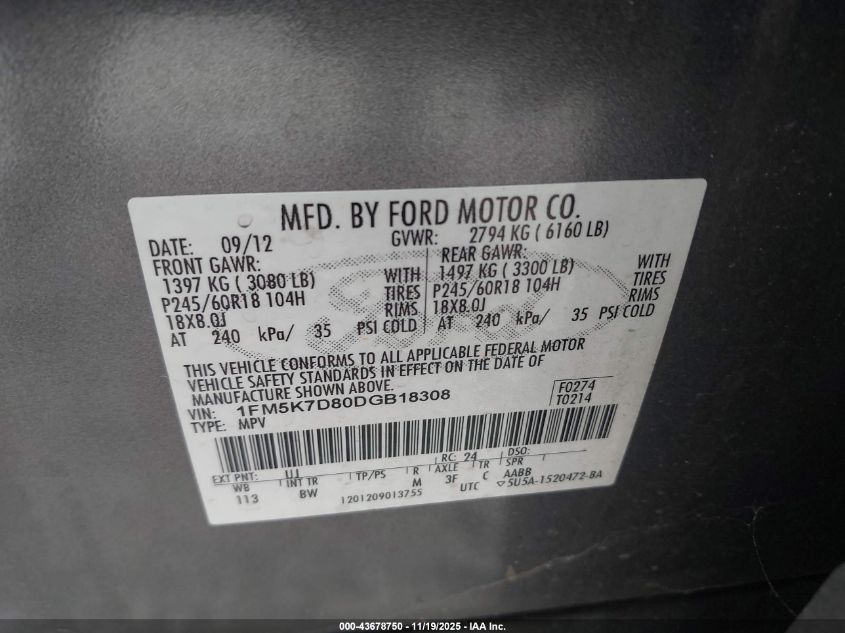 MFD. BY FORD MOTOR CO.
DATE: 09/12 GVWR: 2794 KG ( 6160 LB)
FRONT GAWR: REAR GAWR:
1397 KG ( 3080 LB) WITH 1497 KG ( 3300 LB) WITH
P245/60R18 104H TIRES P245/60R18 104H TIRES
18X8.0J RIMS 18X8.0J RIMS
AT 240 kPa/ 35 PSI COLD AT 240 kPa/ 35 PSI COLD
Ford
THIS VEHICLE CONFORMS TO ALL APPLICABLE FEDERAL MOTOR
VEHICLE SAFETY STANDARDS IN EFFECT ON THE DATE OF
MANUFACTURE SHOWN ABOVE.
VIN: 1FM5K7D80DGB18308 F0274
TYPE: MPV T0214
EXT PNT: UJ RC: 24 DSO:
WB INT TR TP/PS R AXLE TR SPR
113 BW M 3F C AABB
1201209013755 UTC ▽5U5A-1520472-BA
000-43678750 - 11/19/2025 - IAA Inc.